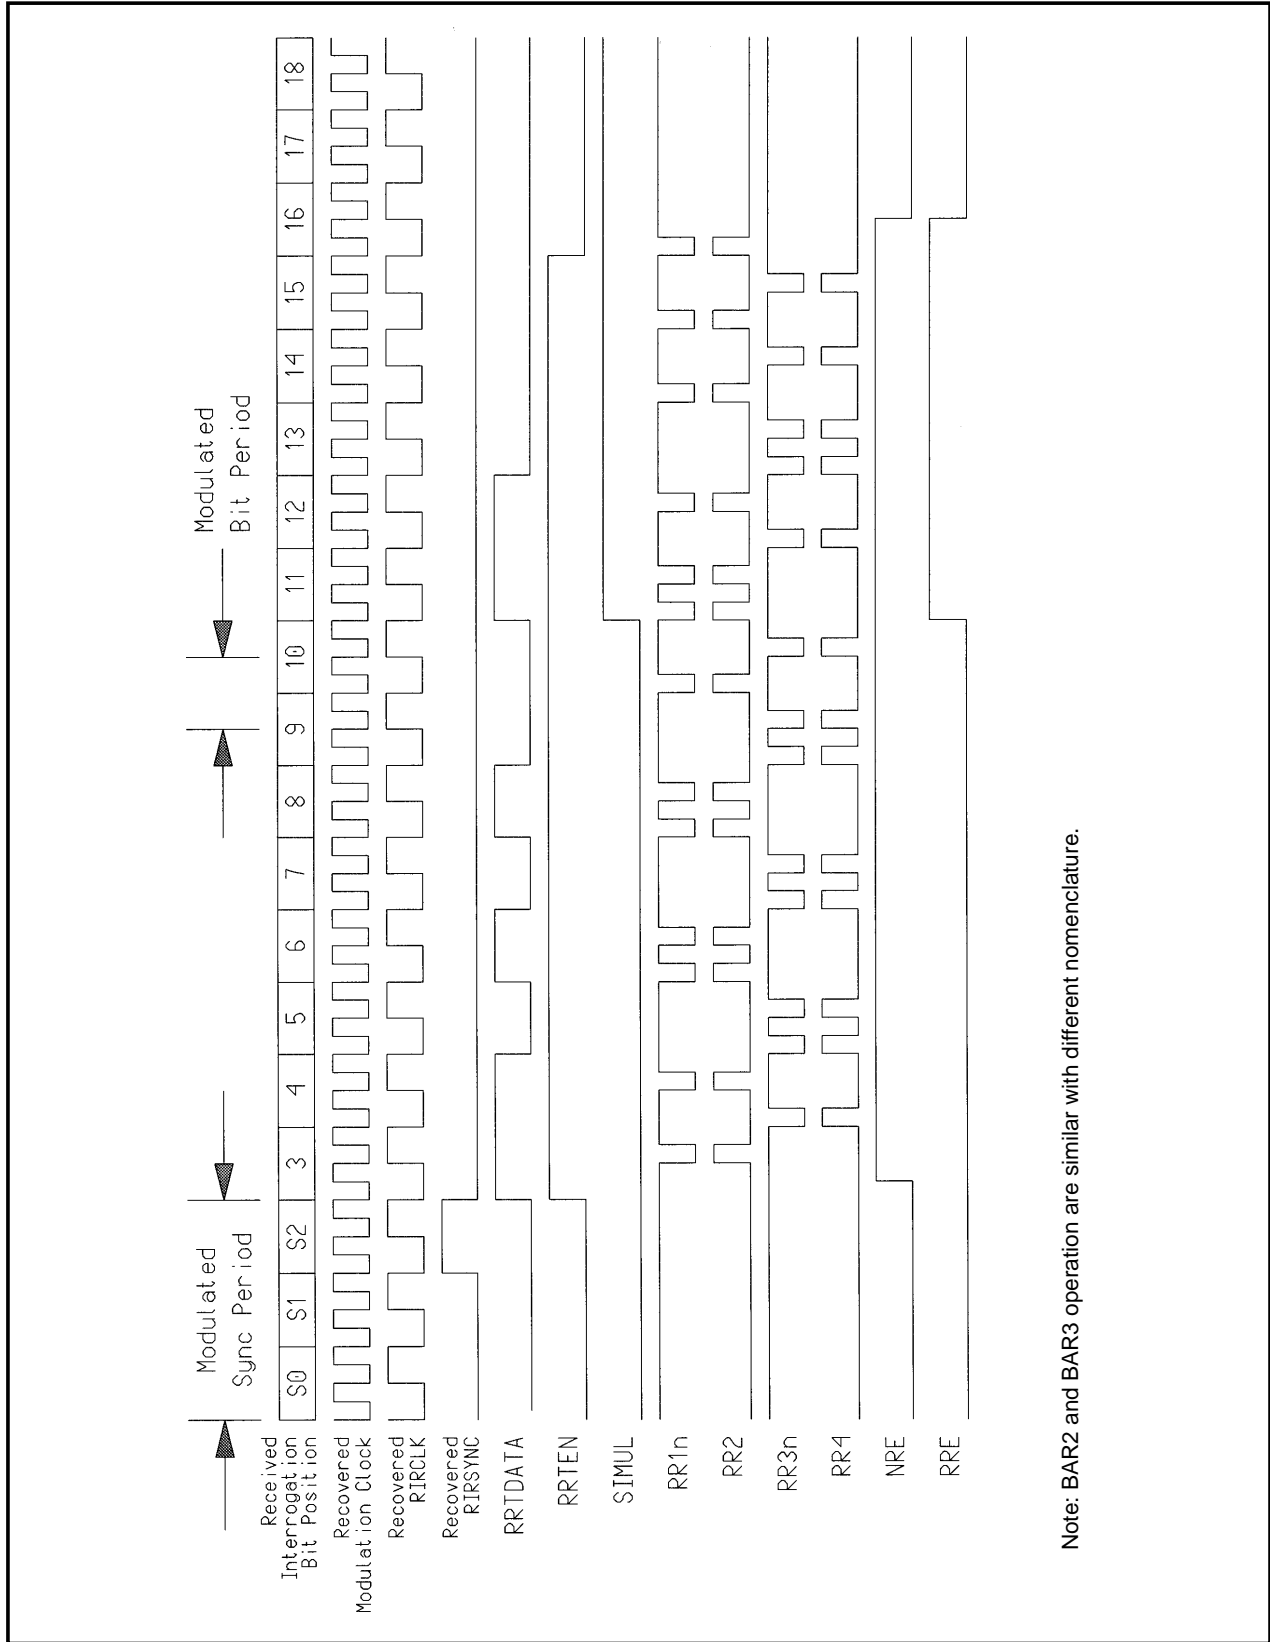 Modulated
Sync Period
Modulated
Bit Period
Received
Interrogation
Bit Position
S0 S1 S2 3 4 5 6 7 8 9 10 11 12 13 14 15 16 17 18
Recovered
Modulation Clock
Recovered
RIRCLK
Recovered
RIRSYNC
RRTDATA
RRTEN
SIMUL
RR1n
RR2
RR3n
RR4
NRE
RRE
Note: BAR2 and BAR3 operation are similar with different nomenclature.